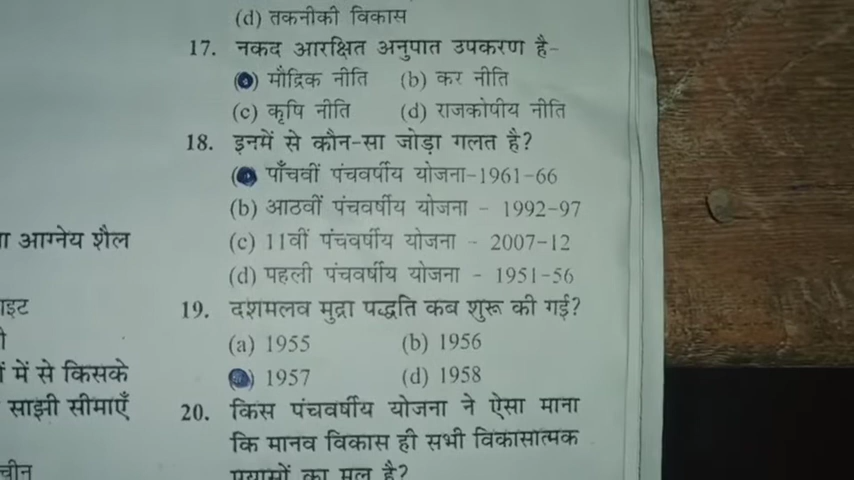 ा आग्नेय शैल
ाइट
ी
ं में से किसके
साझी सीमाएँ
चीन
(d) तकनीकी विकास
17. नकद आरक्षित अनुपात उपकरण है-
( ) मौद्रिक नीति (b) कर नीति
(c) कृषि नीति (d) राजकोषीय नीति
18. इनमें से कौन-सा जोड़ा गलत है?
( ) पाँचवीं पंचवर्षीय योजना-1961-66
(b) आठवीं पंचवर्षीय योजना - 1992-97
(c) 11वीं पंचवर्षीय योजना - 2007-12
(d) पहली पंचवर्षीय योजना - 1951-56
19. दशमलव मुद्रा पद्धति कब शुरू की गई?
(a) 1955 (b) 1956
) 1957 (d) 1958
20. किस पंचवर्षीय योजना ने ऐसा माना
कि मानव विकास ही सभी विकासात्मक
प्रयासों का मूल है?